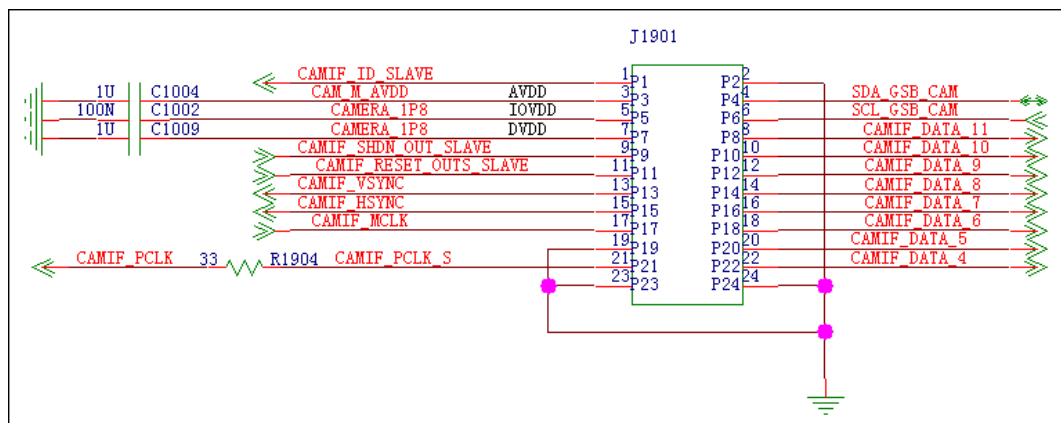 J1901
CAMIF_ID_SLAVE 1 P1 P2 2
1U C1004 CAM_M_AVDD AVDD 3 P3 P4 4 SDA_GSB_CAM
100N C1002 CAMERA_1P8 IOVDD 5 P5 P6 6 SCL_GSB_CAM
1U C1009 CAMERA_1P8 DVDD 7 P7 P8 8 CAMIF_DATA_11
CAMIF_SHDN_OUT_SLAVE 9 P9 P10 10 CAMIF_DATA_10
CAMIF_RESET_OUTS_SLAVE 11 P11 P12 12 CAMIF_DATA_9
CAMIF_VSYNC 13 P13 P14 14 CAMIF_DATA_8
CAMIF_HSYNC 15 P15 P16 16 CAMIF_DATA_7
CAMIF_MCLK 17 P17 P18 18 CAMIF_DATA_6
19 P19 P20 20 CAMIF_DATA_5
CAMIF_PCLK 33 R1904 CAMIF_PCLK_S 21 P21 P22 22 CAMIF_DATA_4
23 P23 P24 24